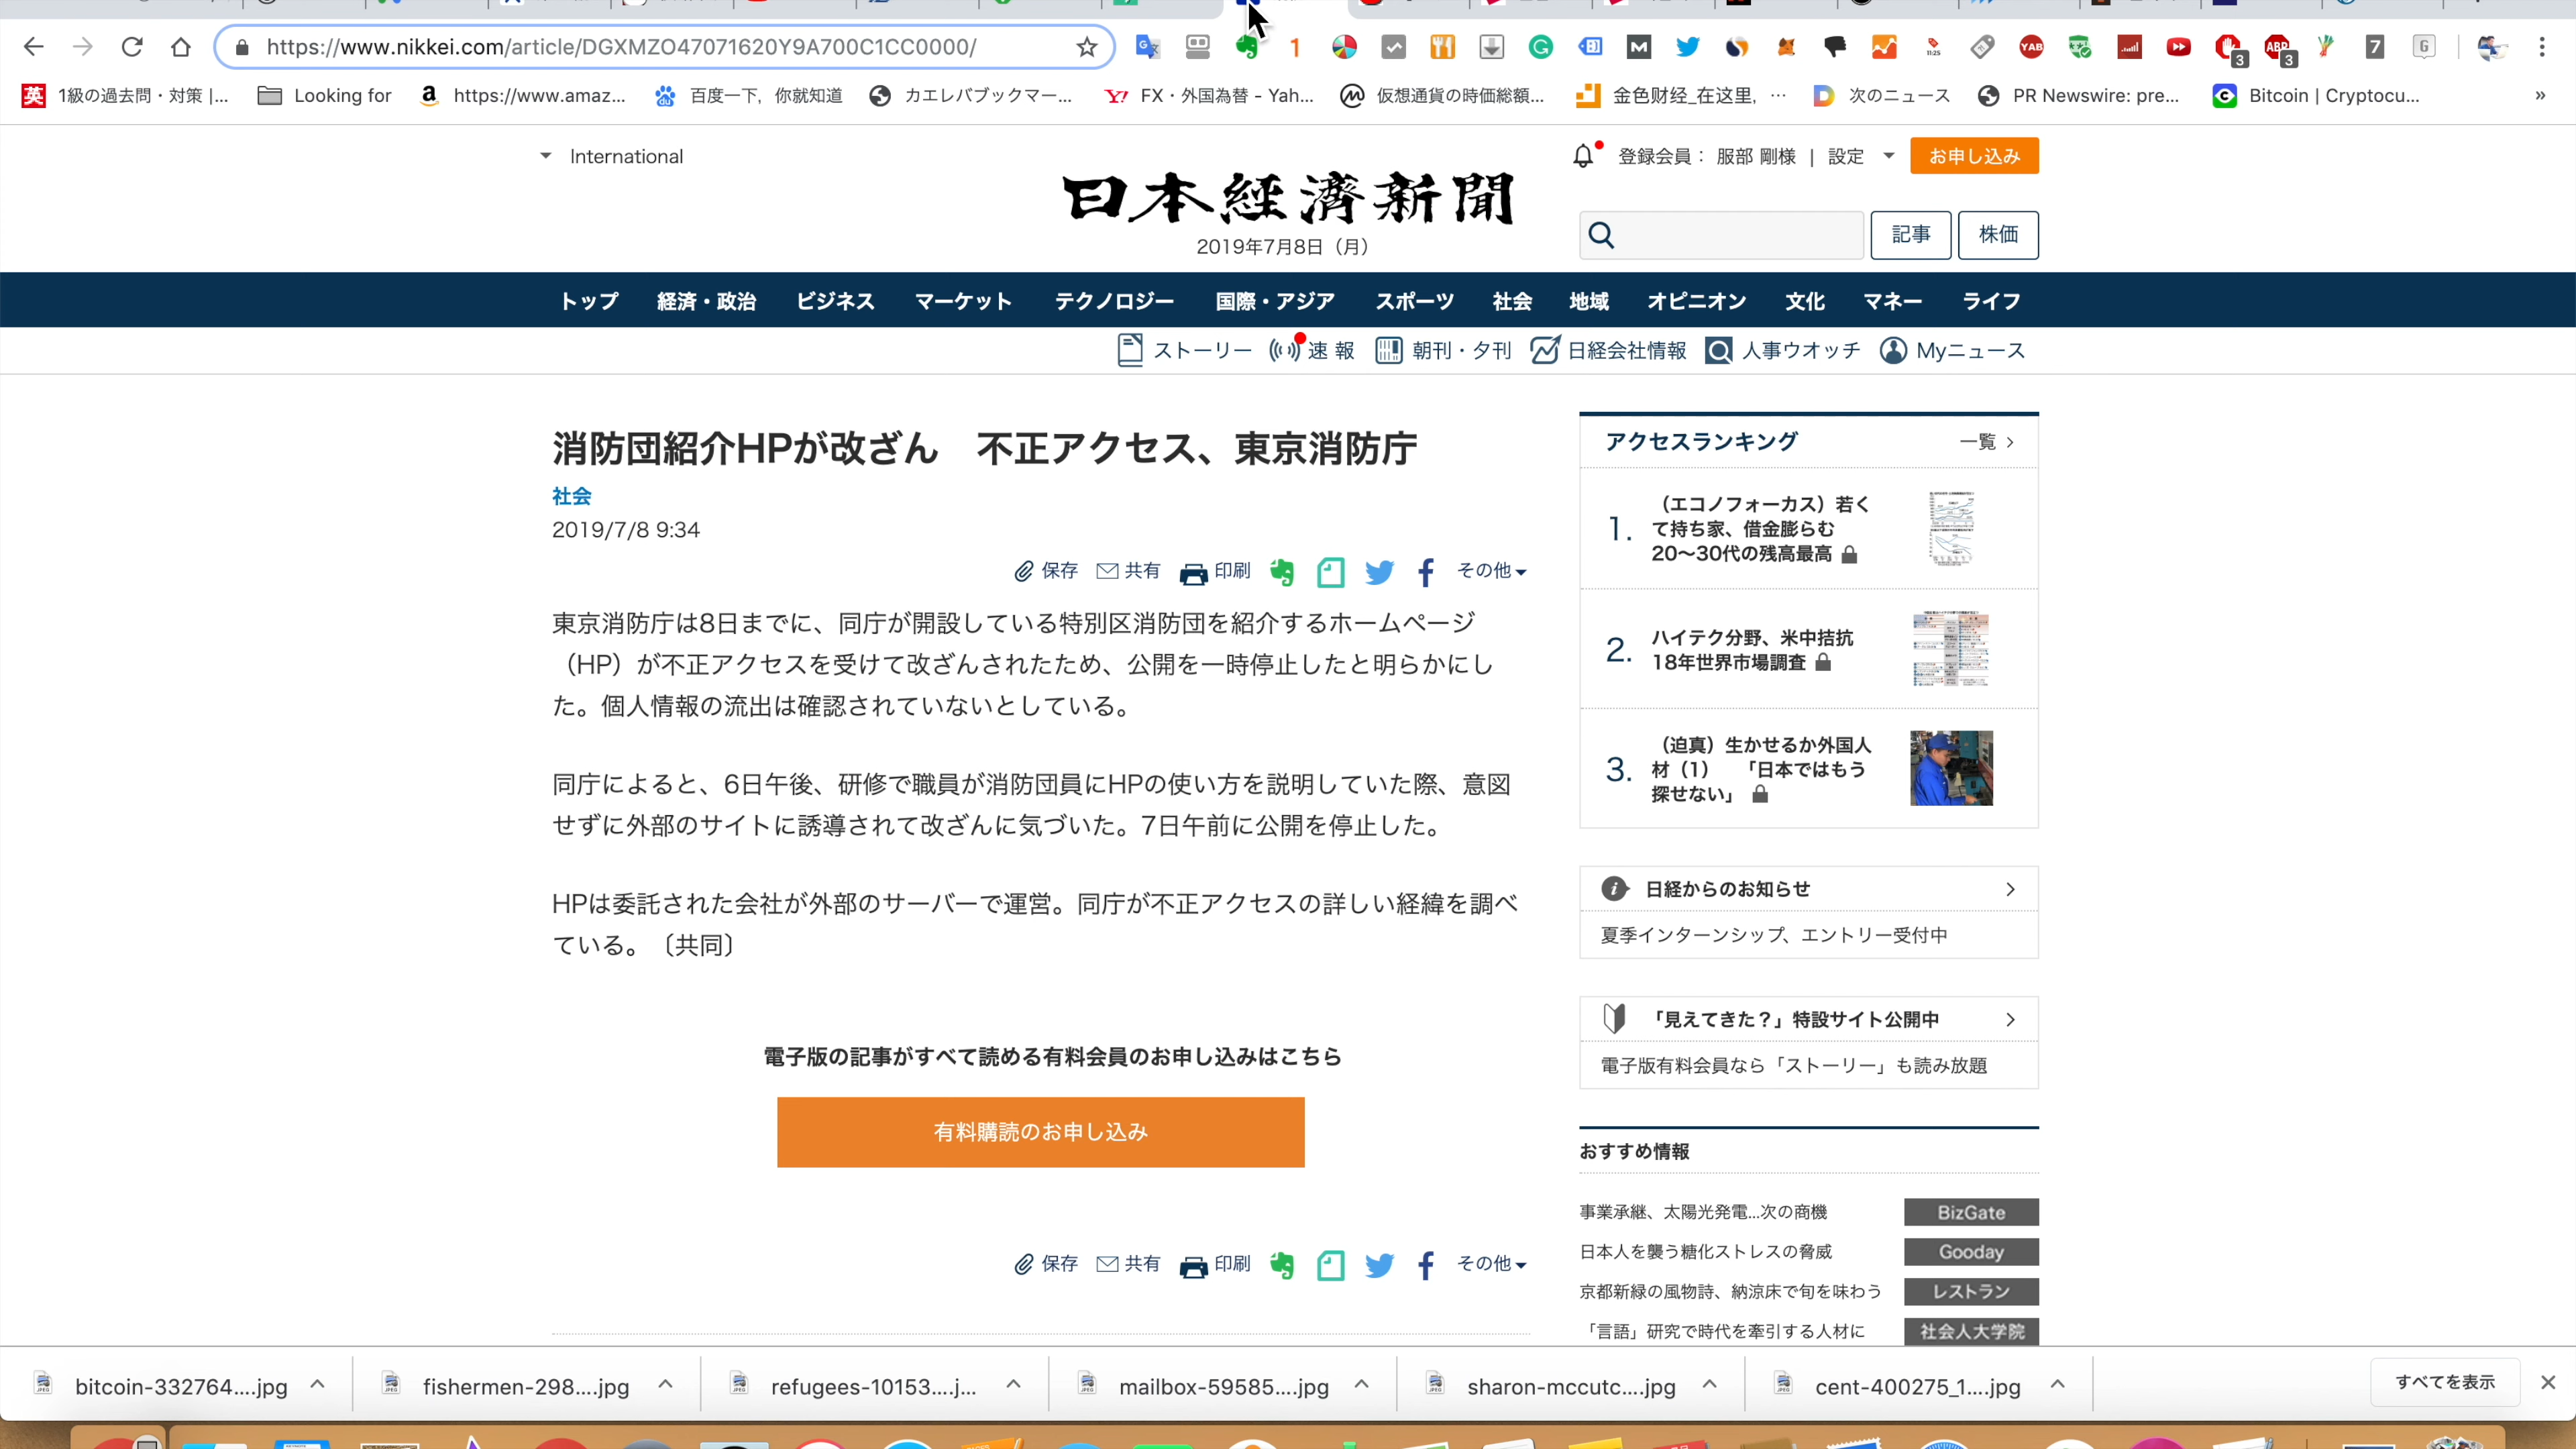 https://www.nikkei.com/article/DGXMZO47071620Y9A700C1CC0000/
1
11:25
YAB
3
ABP
3
7
英 1級の過去問・対策 |...
Looking for
https://www.amaz...
百度一下，你就知道
カエレバブックマー...
Y! FX・外国為替 - Yah...
仮想通貨の時価総額...
金色财经_在这里, ...
次のニュース
PR Newswire: pre...
Bitcoin | Cryptocu...
»
International
登録会員： 服部 剛様 | 設定
お申し込み
日本経済新聞
2019年7月8日（月）
記事
株価
トップ 経済・政治 ビジネス マーケット テクノロジー 国際・アジア スポーツ 社会 地域 オピニオン 文化 マネー ライフ
ストーリー 速 報 朝刊・夕刊 日経会社情報 人事ウオッチ Myニュース
消防団紹介HPが改ざん　不正アクセス、東京消防庁
社会
2019/7/8 9:34
保存 共有 印刷 その他
東京消防庁は8日までに、同庁が開設している特別区消防団を紹介するホームページ
（HP）が不正アクセスを受けて改ざんされたため、公開を一時停止したと明らかにし
た。個人情報の流出は確認されていないとしている。
同庁によると、6日午後、研修で職員が消防団員にHPの使い方を説明していた際、意図
せずに外部のサイトに誘導されて改ざんに気づいた。7日午前に公開を停止した。
HPは委託された会社が外部のサーバーで運営。同庁が不正アクセスの詳しい経緯を調べ
ている。〔共同〕
電子版の記事がすべて読める有料会員のお申し込みはこちら
有料購読のお申し込み
保存 共有 印刷 その他
アクセスランキング
一覧
1.
（エコノフォーカス）若く
て持ち家、借金膨らむ
20～30代の残高最高
2.
ハイテク分野、米中拮抗
18年世界市場調査
3.
（迫真）生かせるか外国人
材（1）　「日本ではもう
探せない」
日経からのお知らせ
夏季インターンシップ、エントリー受付中
「見えてきた？」特設サイト公開中
電子版有料会員なら「ストーリー」も読み放題
おすすめ情報
事業承継、太陽光発電...次の商機
BizGate
日本人を襲う糖化ストレスの脅威
Gooday
京都新緑の風物詩、納涼床で旬を味わう
レストラン
「言語」研究で時代を牽引する人材に
社会人大学院
bitcoin-332764....jpg
fishermen-298....jpg
refugees-10153....j...
mailbox-59585....jpg
sharon-mccutc....jpg
cent-400275_1....jpg
すべてを表示